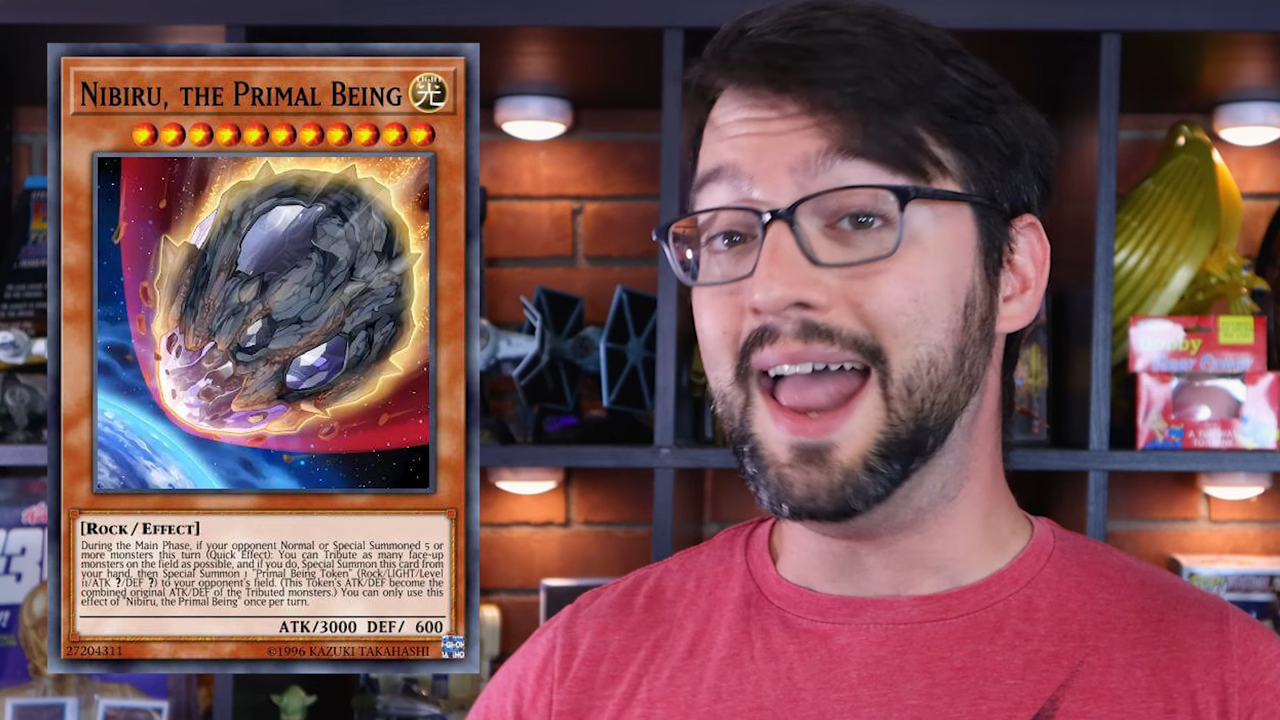 NIBIRU, THE PRIMAL BEING
LIGHT
光
[ROCK / EFFECT]
During the Main Phase, if your opponent Normal or Special Summoned 5 or
more monsters this turn (Quick Effect): You can Tribute as many face-up
monsters on the field as possible, and if you do, Special Summon this card from
your hand, then Special Summon 1 "Primal Being Token" (Rock/LIGHT/Level
11/ATK ?/DEF ?) to your opponent's field. (This Token's ATK/DEF become the
combined original ATK/DEF of the Tributed monsters.) You can only use this
effect of "Nibiru, the Primal Being" once per turn.
ATK/3000 DEF/ 600
27204311
©1996 KAZUKI TAKAHASHI